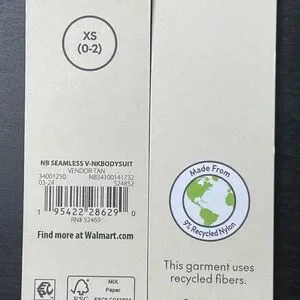 XS
(0-2)
NB SEAMLESS V-NKBODYSUIT
VENDOR TAN
34001250 NB34100141732
03-24 524852
1 95422 28629 0
RN# 52469
Find more at Walmart.com
FSC
MIX
Paper
Made From
9% Recycled Nylon
This garment uses
recycled fibers.